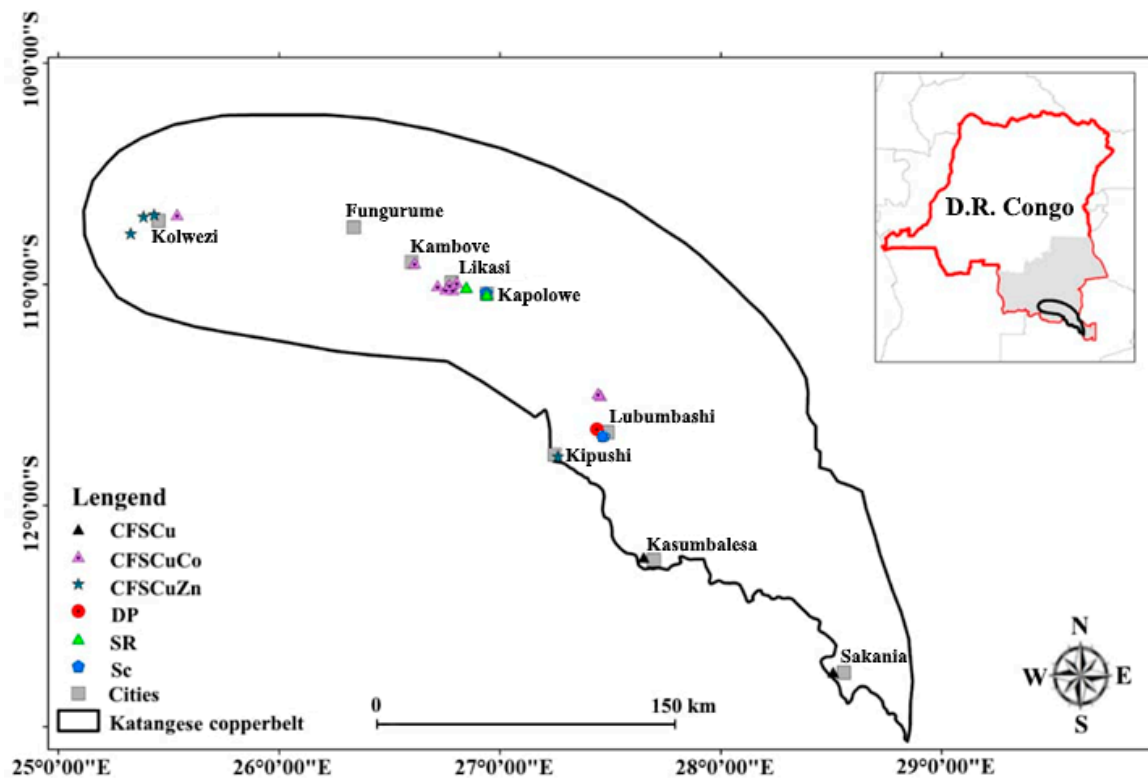 10°0'00"S
11°0'00"S
12°0'00"S
25°0'00"E
26°0'00"E
27°0'00"E
28°0'00"E
29°0'00"E
D.R. Congo
Fungurume
Kolwezi
Kambove
Likasi
Kapolowe
Lubumbashi
Kipushi
Kasumbalesa
Sakania
Lengend
CFSCu
CFSCuCo
CFSCuZn
DP
SR
Sc
Cities
Katangese copperbelt
0 150 km
N
W E
S